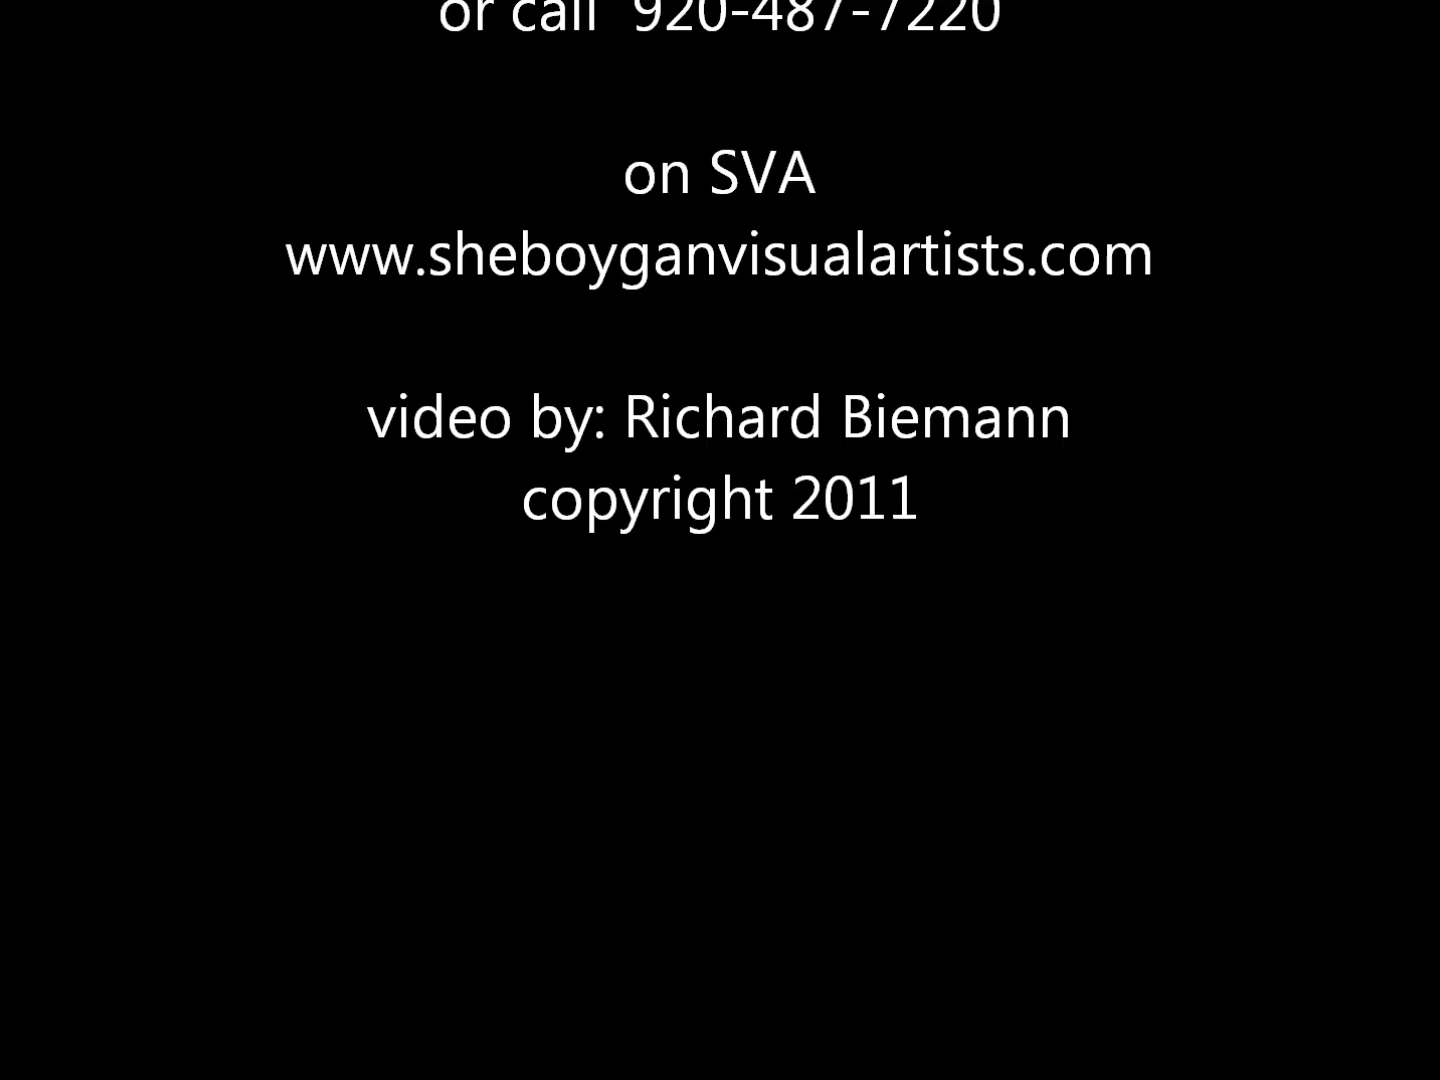 or call 920-487-7220
on SVA
www.sheboyganvisualartists.com
video by: Richard Biemann
copyright 2011